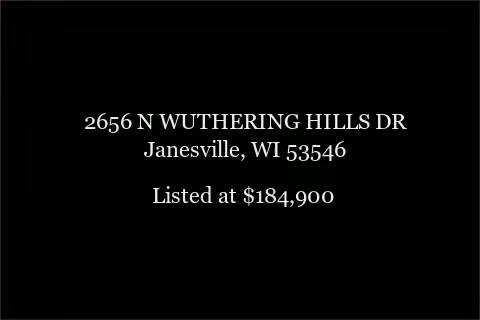 2656 N WUTHERING HILLS DR
Janesville, WI 53546
Listed at $184,900